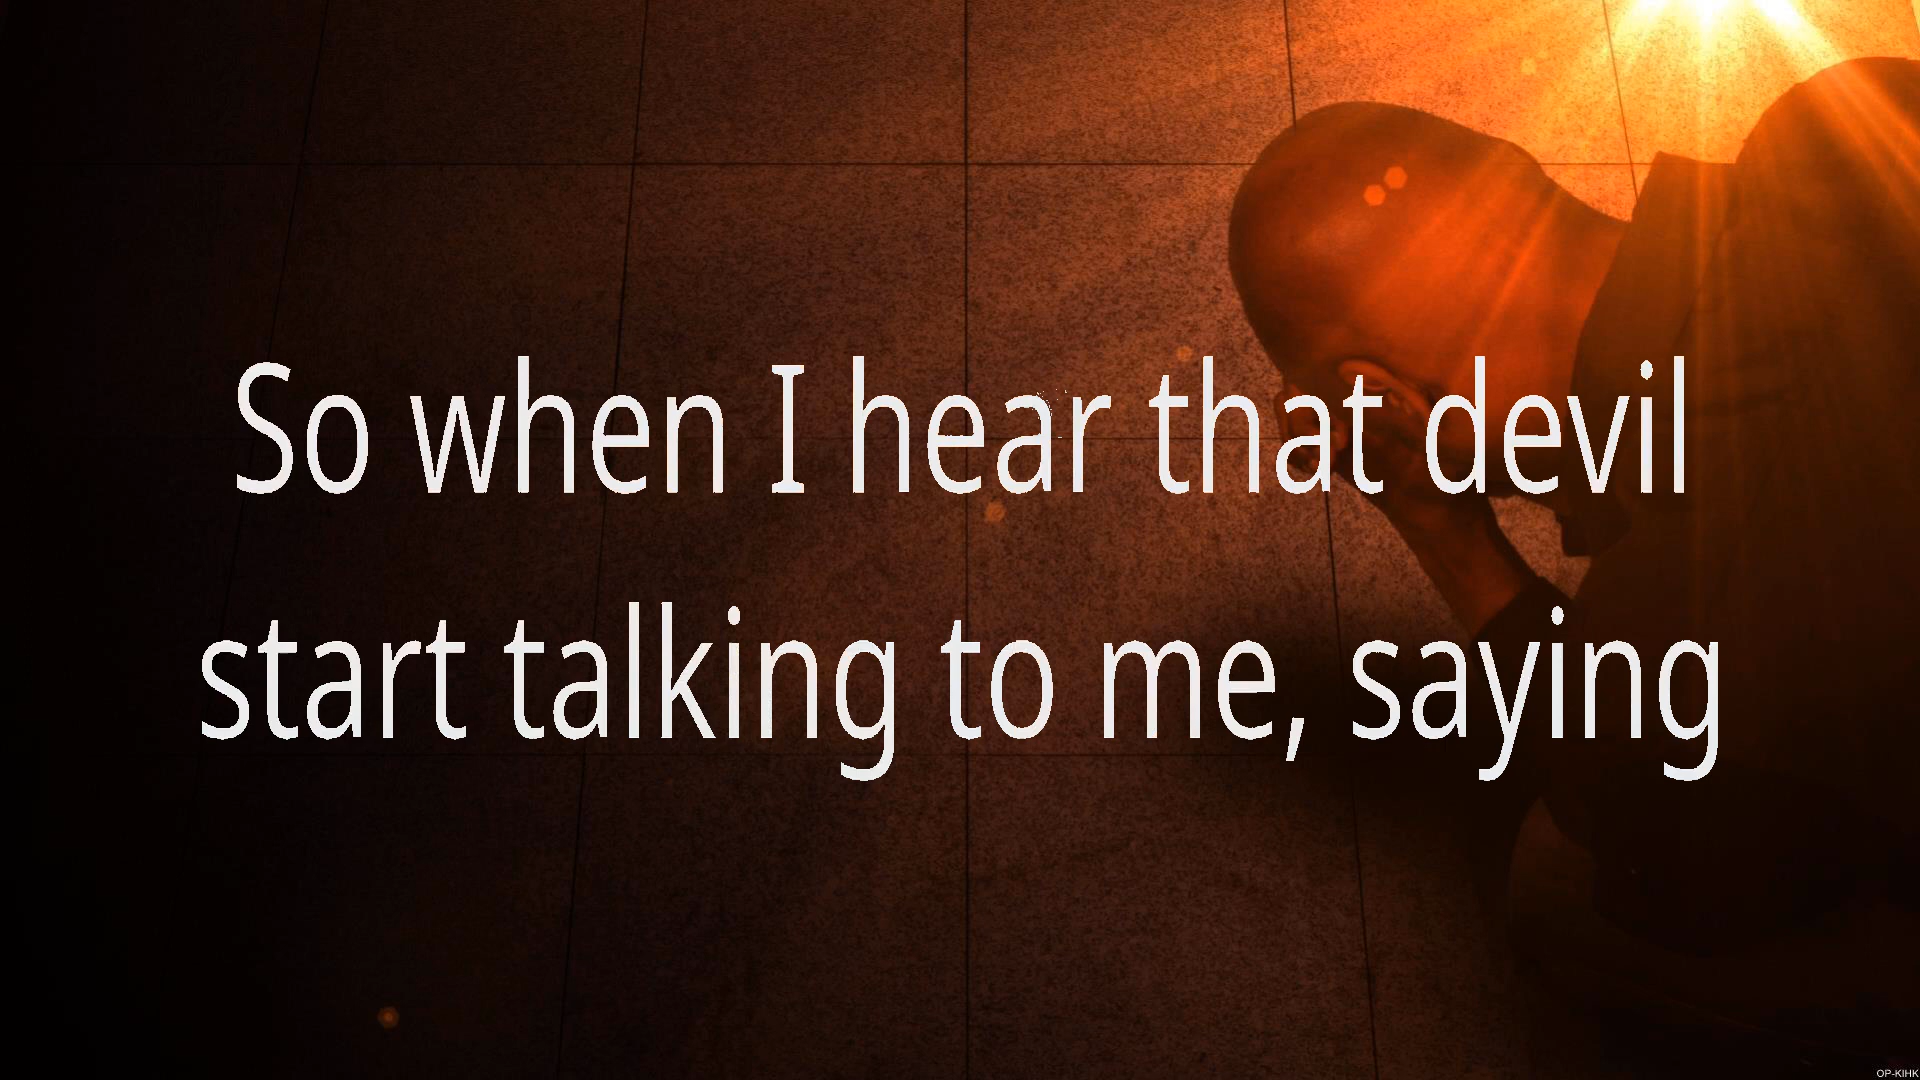 So when I hear that devil
start talking to me, saying
OP-KIHK